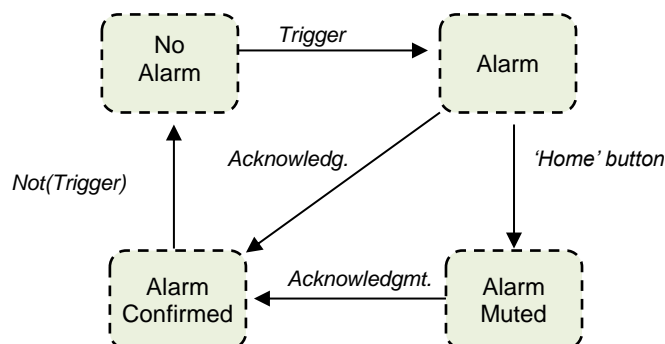 No
Alarm
Trigger
Alarm
Acknowledg.
‘Home’ button
Not(Trigger)
Alarm
Confirmed
Acknowledgmt.
Alarm
Muted